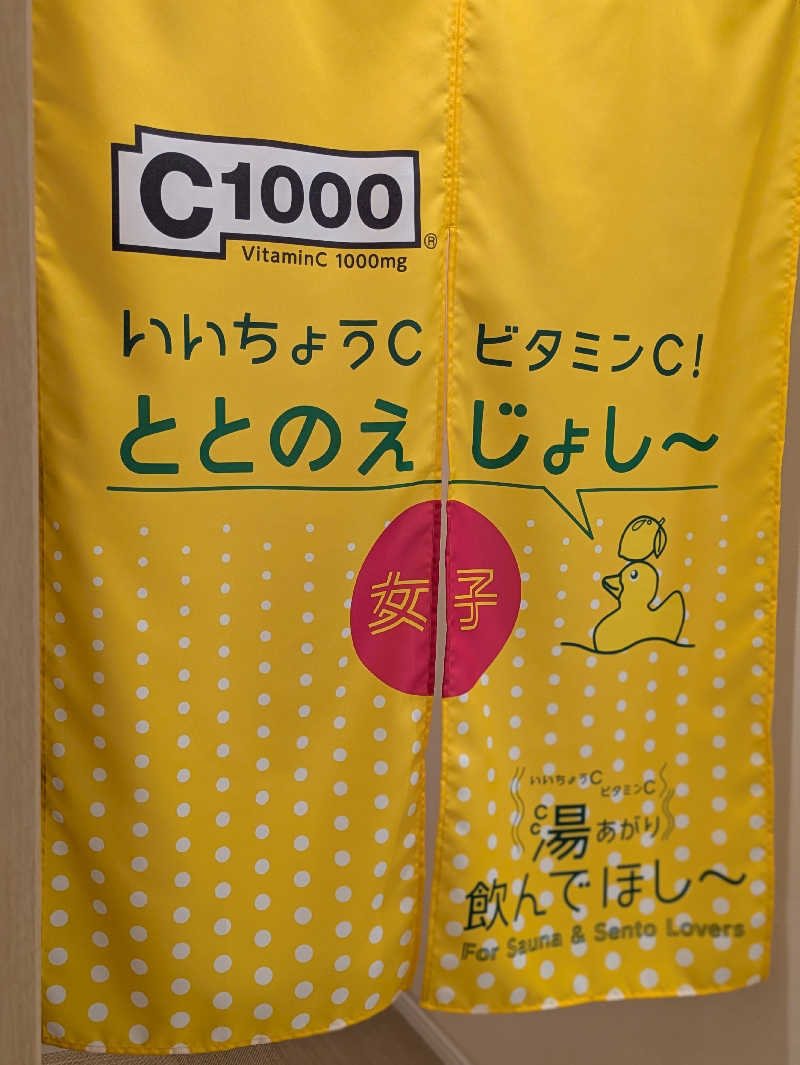 C1000®
VitaminC 1000mg
いいちょうC ビタミンC!
ととのえ じょし〜
女子
いいちょうC
ビタミンC
CC
湯あがり
飲んでほし〜
For Sauna & Sento Lovers